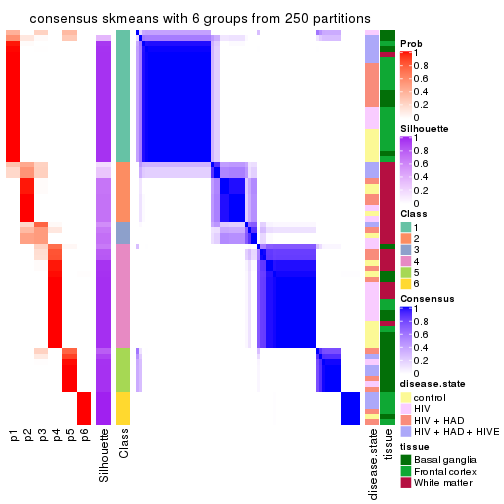 consensus skmeans with 6 groups from 250 partitions
Prob
1
0.8
0.6
0.4
0.2
0
Silhouette
1
0.8
0.6
0.4
0.2
0
Class
1
2
3
4
5
6
Consensus
1
0.8
0.6
0.4
0.2
0
disease.state
control
HIV
HIV + HAD
HIV + HAD + HIVE
tissue
Basal ganglia
Frontal cortex
White matter
p1
p2
p3
p4
p5
p6
Silhouette
Class
disease.state
tissue